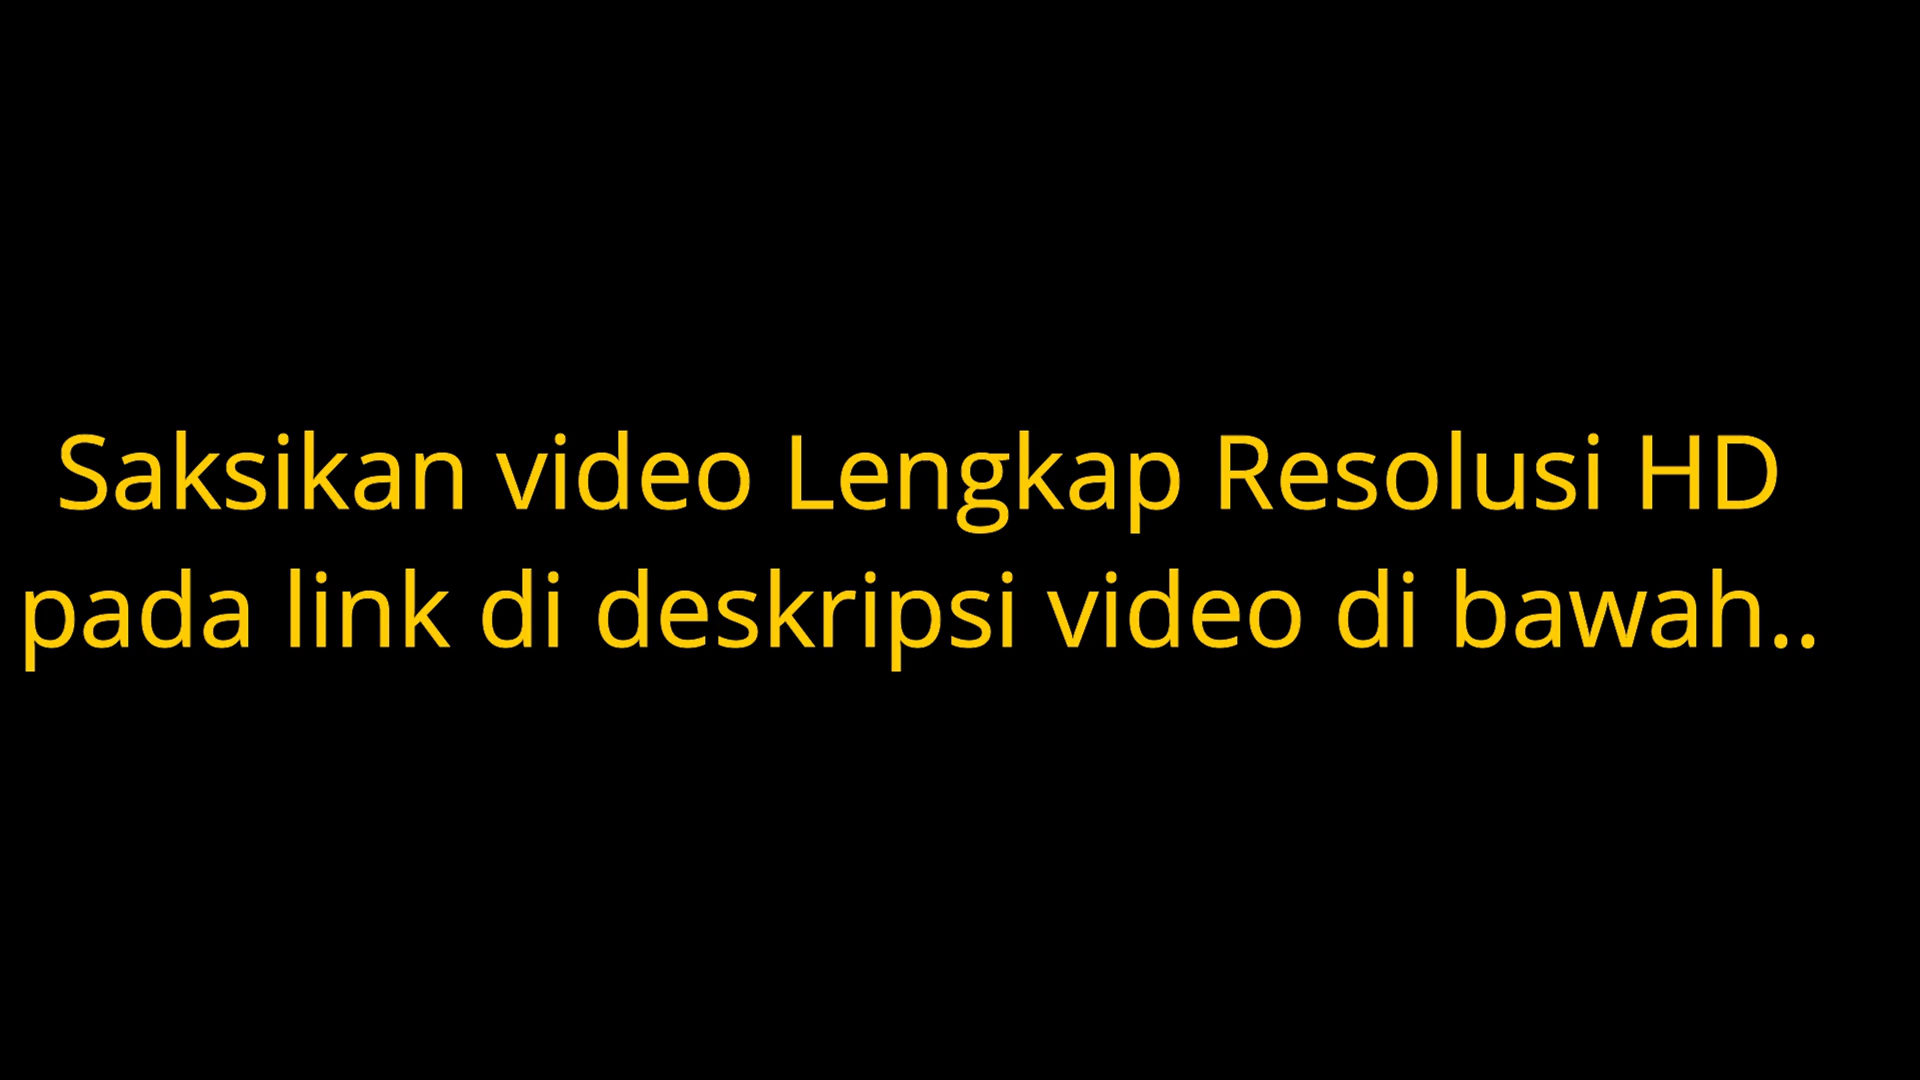 Saksikan video Lengkap Resolusi HD
pada link di deskripsi video di bawah..